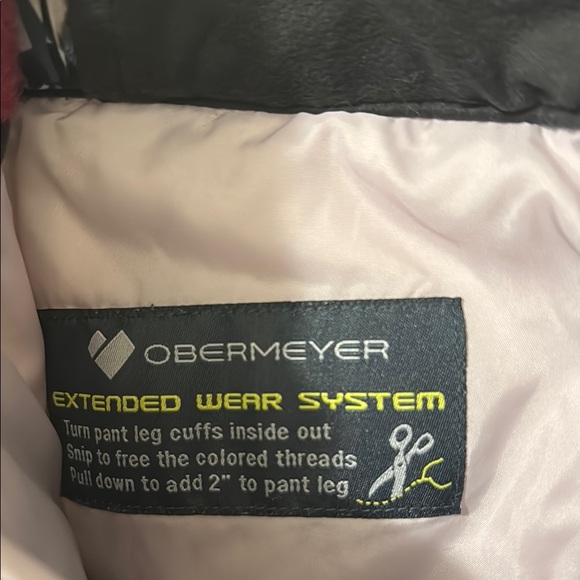 OBERMEYER
EXTENDED WEAR SYSTEM
Turn pant leg cuffs inside out
Snip to free the colored threads
Pull down to add 2" to pant leg